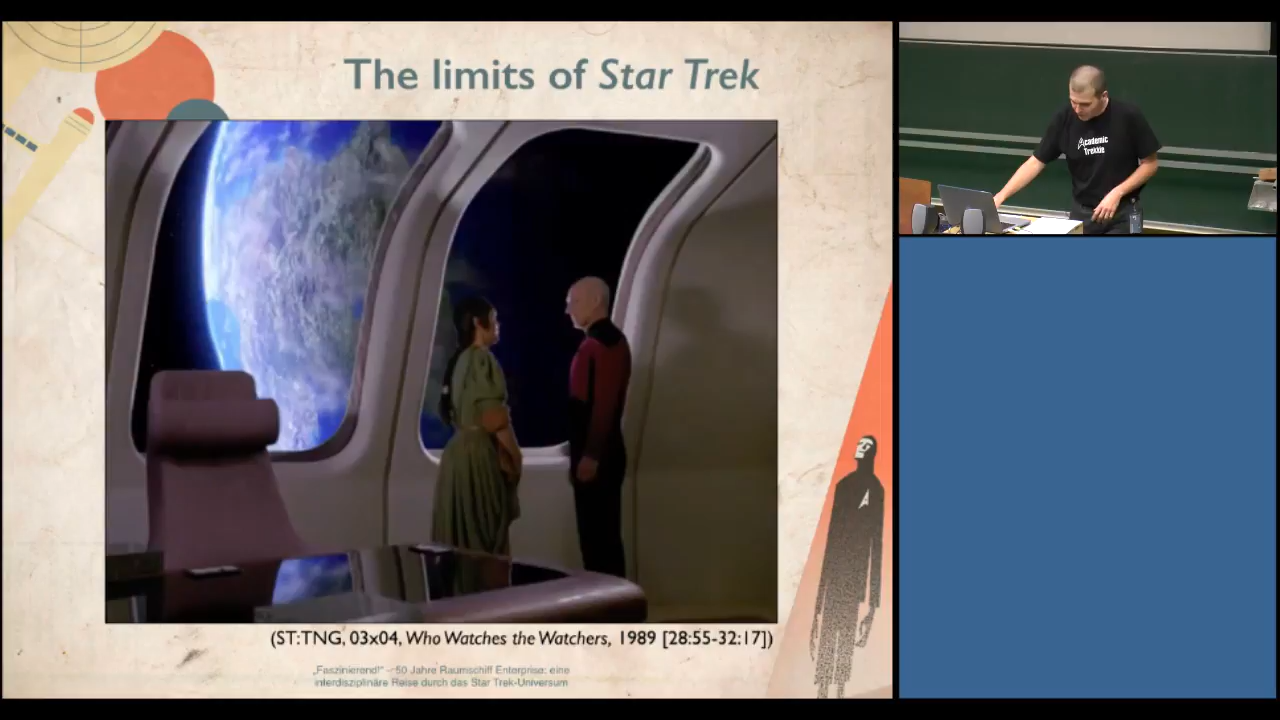 The limits of Star Trek
(ST:TNG, 03x04, Who Watches the Watchers, 1989 [28:55-32:17])
„Faszinierend!“ – 50 Jahre Raumschiff Enterprise: eine
interdisziplinäre Reise durch das Star Trek-Universum
Academic
Trekkie